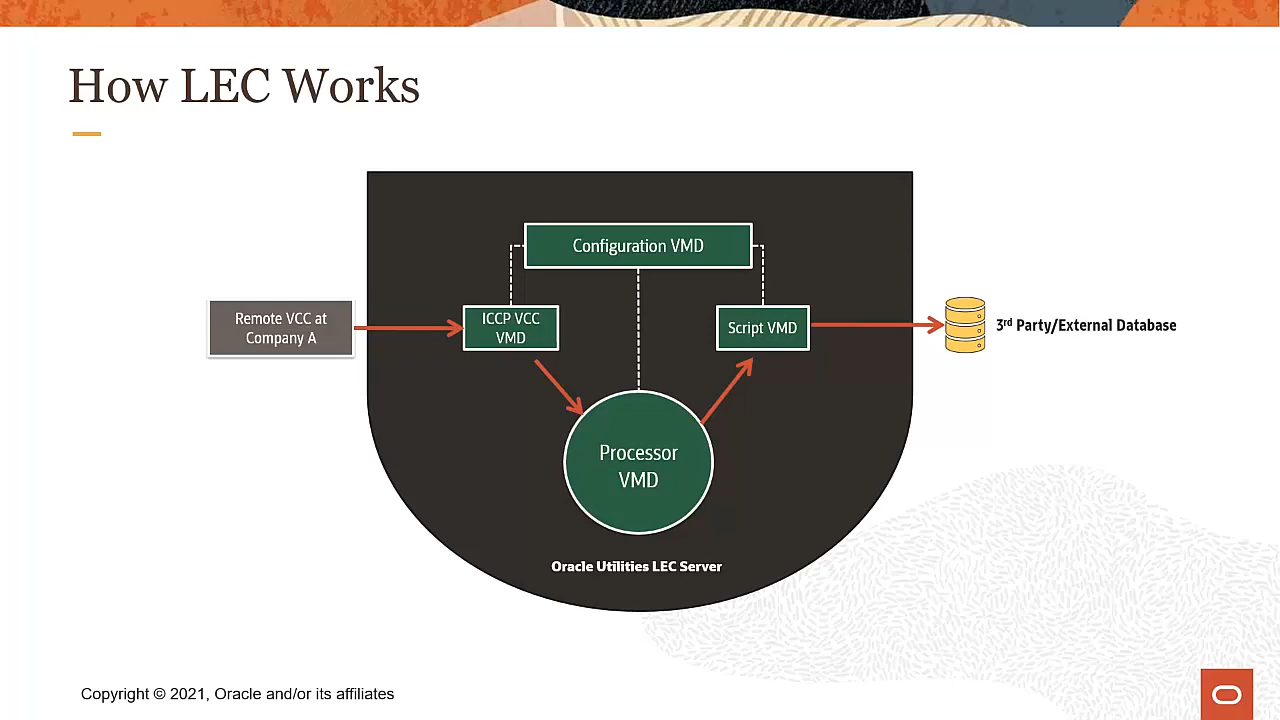 How LEC Works
Configuration VMD
Remote VCC at
Company A
ICCP VCC
VMD
Script VMD
3rd Party/External Database
Processor
VMD
Oracle Utilities LEC Server
Copyright © 2021, Oracle and/or its affiliates